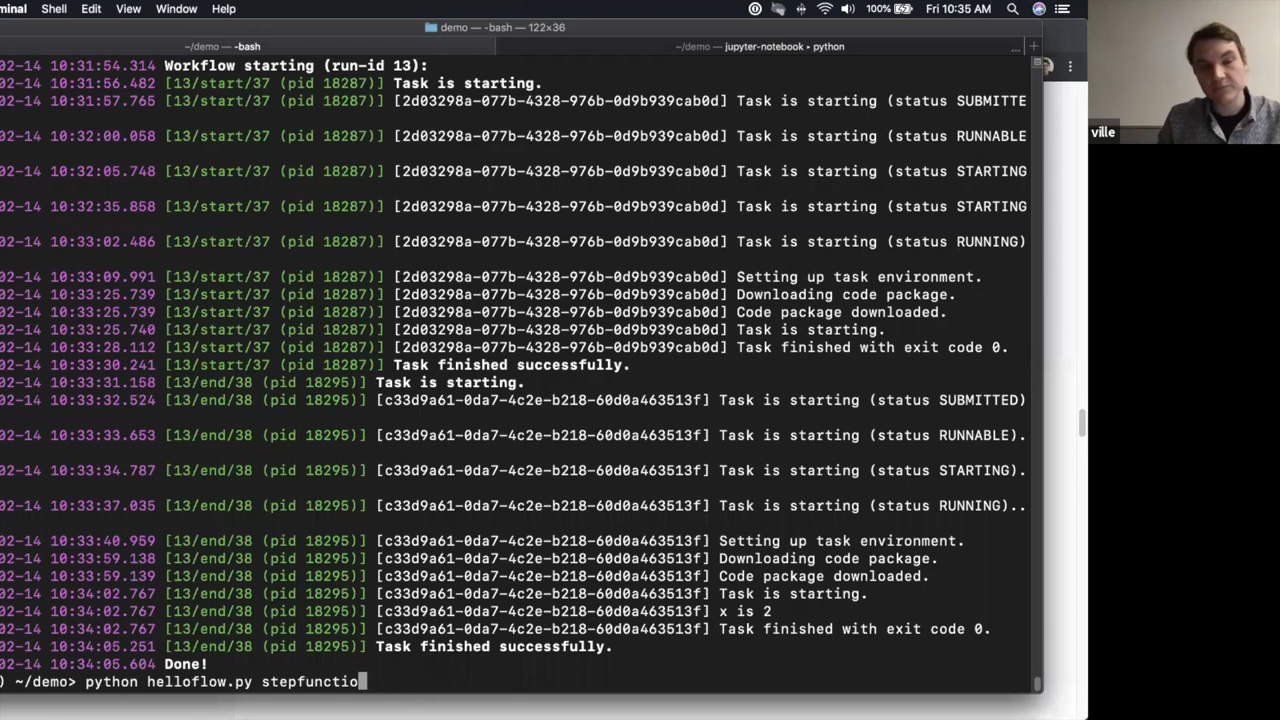 minal Shell Edit View Window Help 100% Fri 10:35 AM
demo — -bash — 122×36
~/demo — -bash ~/demo — jupyter-notebook ▸ python ... +
02-14 10:31:54.314 Workflow starting (run-id 13):
02-14 10:31:56.482 [13/start/37 (pid 18287)] Task is starting.
02-14 10:31:57.765 [13/start/37 (pid 18287)] [2d03298a-077b-4328-976b-0d9b939cab0d] Task is starting (status SUBMITTE
02-14 10:32:00.058 [13/start/37 (pid 18287)] [2d03298a-077b-4328-976b-0d9b939cab0d] Task is starting (status RUNNABLE
02-14 10:32:05.748 [13/start/37 (pid 18287)] [2d03298a-077b-4328-976b-0d9b939cab0d] Task is starting (status STARTING
02-14 10:32:35.858 [13/start/37 (pid 18287)] [2d03298a-077b-4328-976b-0d9b939cab0d] Task is starting (status STARTING
02-14 10:33:02.486 [13/start/37 (pid 18287)] [2d03298a-077b-4328-976b-0d9b939cab0d] Task is starting (status RUNNING)
02-14 10:33:09.991 [13/start/37 (pid 18287)] [2d03298a-077b-4328-976b-0d9b939cab0d] Setting up task environment.
02-14 10:33:25.739 [13/start/37 (pid 18287)] [2d03298a-077b-4328-976b-0d9b939cab0d] Downloading code package.
02-14 10:33:25.739 [13/start/37 (pid 18287)] [2d03298a-077b-4328-976b-0d9b939cab0d] Code package downloaded.
02-14 10:33:25.740 [13/start/37 (pid 18287)] [2d03298a-077b-4328-976b-0d9b939cab0d] Task is starting.
02-14 10:33:28.112 [13/start/37 (pid 18287)] [2d03298a-077b-4328-976b-0d9b939cab0d] Task finished with exit code 0.
02-14 10:33:30.241 [13/start/37 (pid 18287)] Task finished successfully.
02-14 10:33:31.158 [13/end/38 (pid 18295)] Task is starting.
02-14 10:33:32.524 [13/end/38 (pid 18295)] [c33d9a61-0da7-4c2e-b218-60d0a463513f] Task is starting (status SUBMITTED)
02-14 10:33:33.653 [13/end/38 (pid 18295)] [c33d9a61-0da7-4c2e-b218-60d0a463513f] Task is starting (status RUNNABLE).
02-14 10:33:34.787 [13/end/38 (pid 18295)] [c33d9a61-0da7-4c2e-b218-60d0a463513f] Task is starting (status STARTING).
02-14 10:33:37.035 [13/end/38 (pid 18295)] [c33d9a61-0da7-4c2e-b218-60d0a463513f] Task is starting (status RUNNING)..
02-14 10:33:40.959 [13/end/38 (pid 18295)] [c33d9a61-0da7-4c2e-b218-60d0a463513f] Setting up task environment.
02-14 10:33:59.138 [13/end/38 (pid 18295)] [c33d9a61-0da7-4c2e-b218-60d0a463513f] Downloading code package.
02-14 10:33:59.139 [13/end/38 (pid 18295)] [c33d9a61-0da7-4c2e-b218-60d0a463513f] Code package downloaded.
02-14 10:34:02.767 [13/end/38 (pid 18295)] [c33d9a61-0da7-4c2e-b218-60d0a463513f] Task is starting.
02-14 10:34:02.767 [13/end/38 (pid 18295)] [c33d9a61-0da7-4c2e-b218-60d0a463513f] x is 2
02-14 10:34:02.767 [13/end/38 (pid 18295)] [c33d9a61-0da7-4c2e-b218-60d0a463513f] Task finished with exit code 0.
02-14 10:34:05.251 [13/end/38 (pid 18295)] Task finished successfully.
02-14 10:34:05.604 Done!
) ~/demo> python helloflow.py stepfunctio
ville